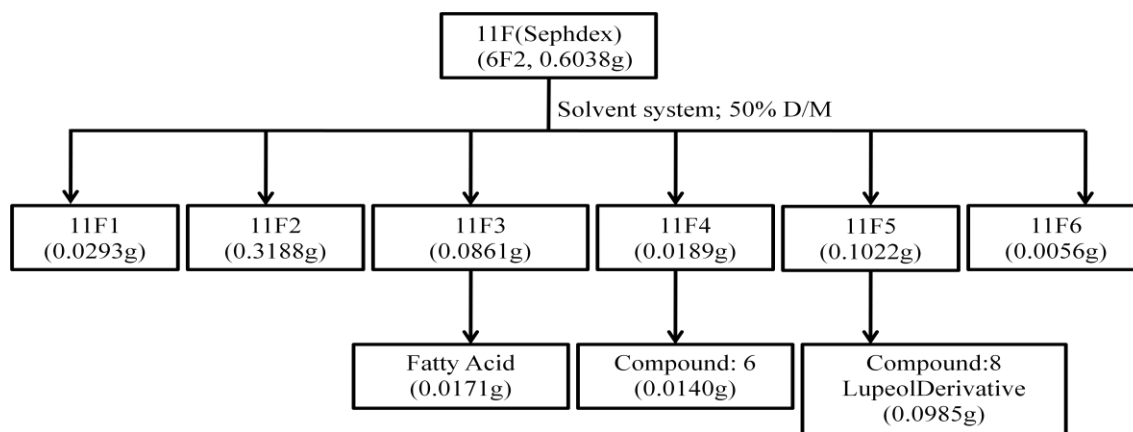 11F(Sephdex)
(6F2, 0.6038g)
Solvent system; 50% D/M
11F1
(0.0293g)
11F2
(0.3188g)
11F3
(0.0861g)
11F4
(0.0189g)
11F5
(0.1022g)
11F6
(0.0056g)
Fatty Acid
(0.0171g)
Compound: 6
(0.0140g)
Compound:8
LupeolDerivative
(0.0985g)